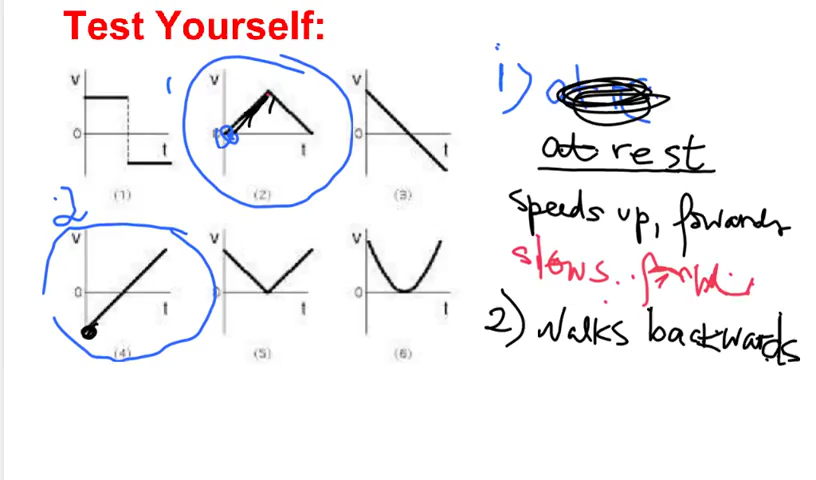 Test Yourself:
v 1 v v i)
0 0
t t t at rest
(1) (2) (3)
2 speeds up, forwards
v v v slows..
0 0 0
t t t 2) Walks backwards
(4) (5) (6)